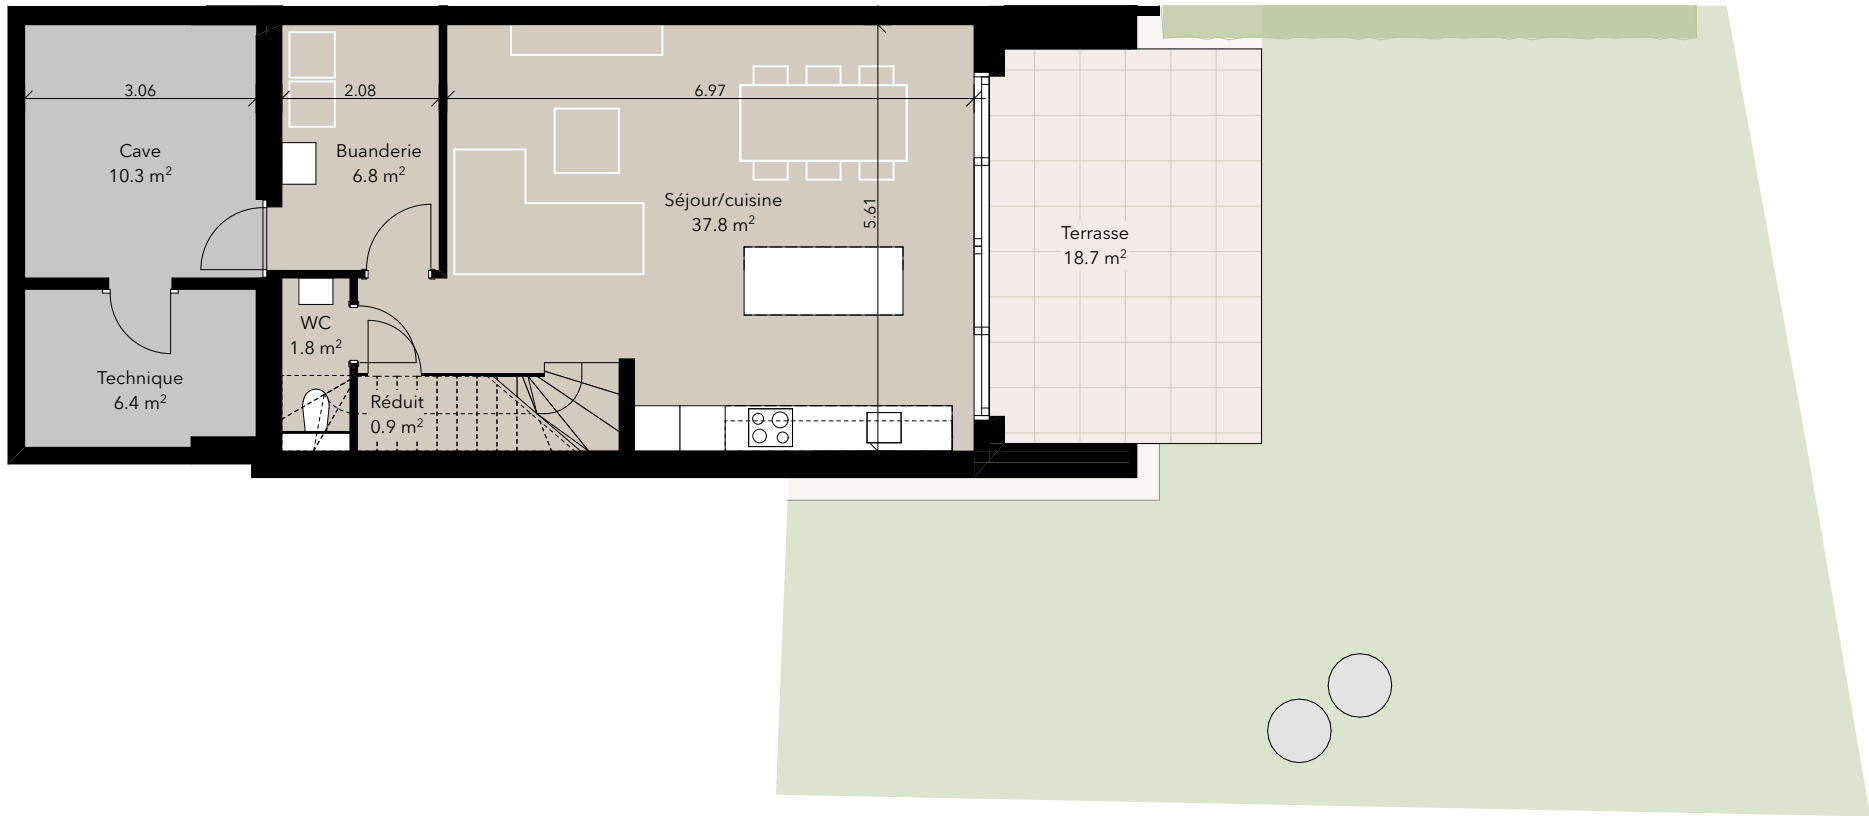 3.06
2.08
6.97
5.61
Cave
10.3 m²
Buanderie
6.8 m²
Séjour/cuisine
37.8 m²
Terrasse
18.7 m²
WC
1.8 m²
Technique
6.4 m²
Réduit
0.9 m²